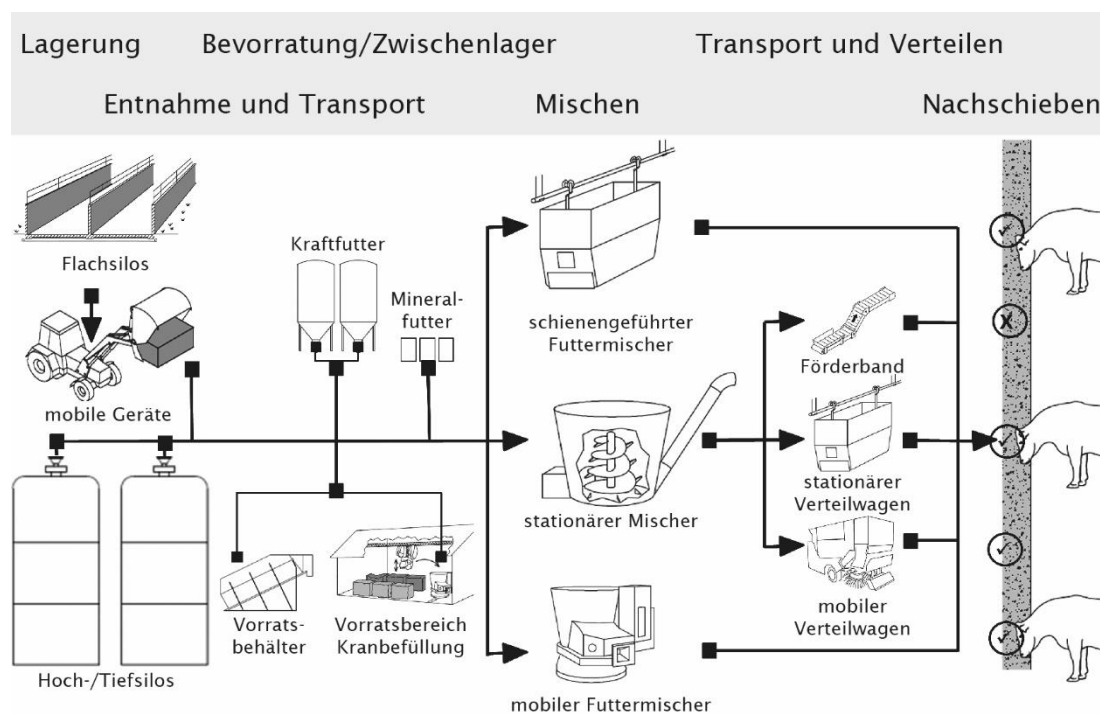 Lagerung
Bevorratung/Zwischenlager
Transport und Verteilen
Entnahme und Transport
Mischen
Nachschieben
Flachsilos
mobile Geräte
Hoch-/Tiefsilos
Kraftfutter
Mineral-
futter
Vorrats-
behälter
Vorratsbereich
Kranbefüllung
schienengeführter
Futtermischer
stationärer Mischer
mobiler Futtermischer
Förderband
stationärer
Verteilwagen
mobiler
Verteilwagen